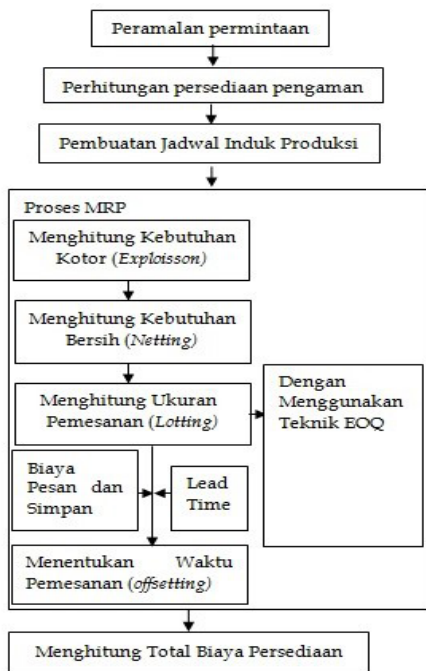 Peramalan permintaan
Perhitungan persediaan pengaman
Pembuatan Jadwal Induk Produksi
Proses MRP
Menghitung Kebutuhan
Kotor (Exploisson)
Menghitung Kebutuhan
Bersih (Netting)
Menghitung Ukuran
Pemesanan (Lotting)
Dengan
Menggunakan
Teknik EOQ
Biaya
Pesan dan
Simpan
Lead
Time
Menentukan Waktu
Pemesanan (offsetting)
Menghitung Total Biaya Persediaan